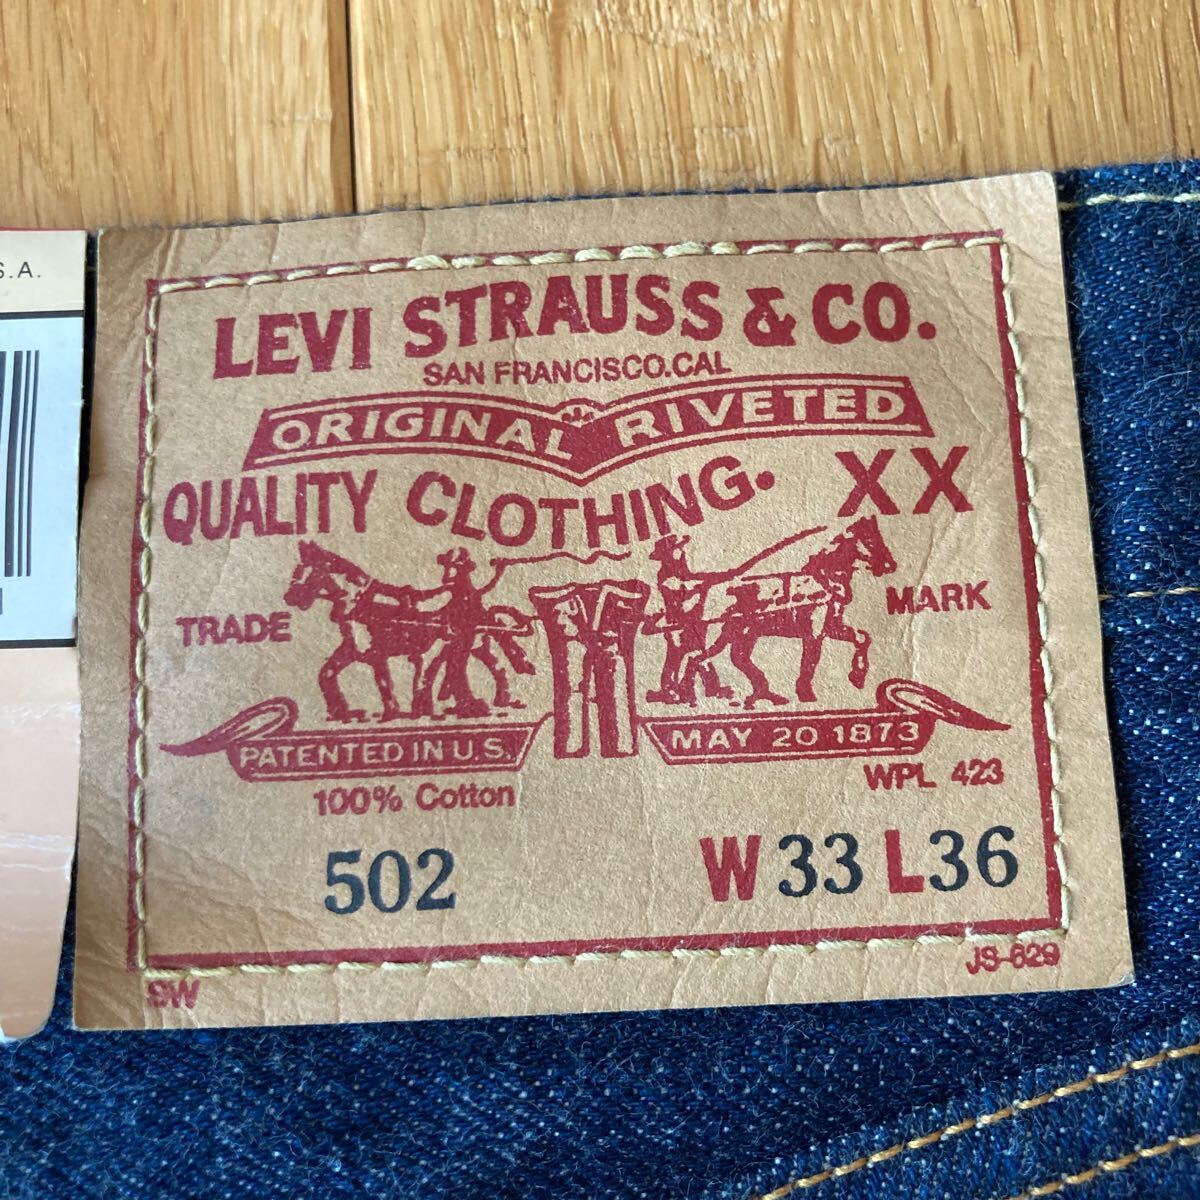 S.A.
LEVI STRAUSS & CO.
SAN FRANCISCO.CAL
ORIGINAL RIVETED
QUALITY CLOTHING. XX
TRADE MARK
PATENTED IN U.S. MAY 20 1873
100% Cotton WPL 423
502 W33 L36
SW JS-629